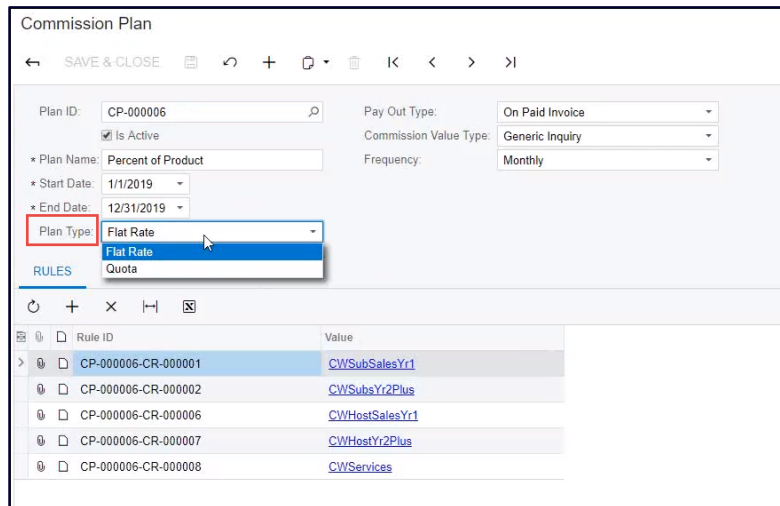 Commission Plan
SAVE & CLOSE
Plan ID: CP-000006 Pay Out Type: On Paid Invoice
Is Active Commission Value Type: Generic Inquiry
* Plan Name: Percent of Product Frequency: Monthly
* Start Date: 1/1/2019
* End Date: 12/31/2019
Plan Type: Flat Rate
Flat Rate
Quota
RULES
Rule ID Value
CP-000006-CR-000001 CWSubSalesYr1
CP-000006-CR-000002 CWSubsYr2Plus
CP-000006-CR-000006 CWHostSalesYr1
CP-000006-CR-000007 CWHostYr2Plus
CP-000006-CR-000008 CWServices